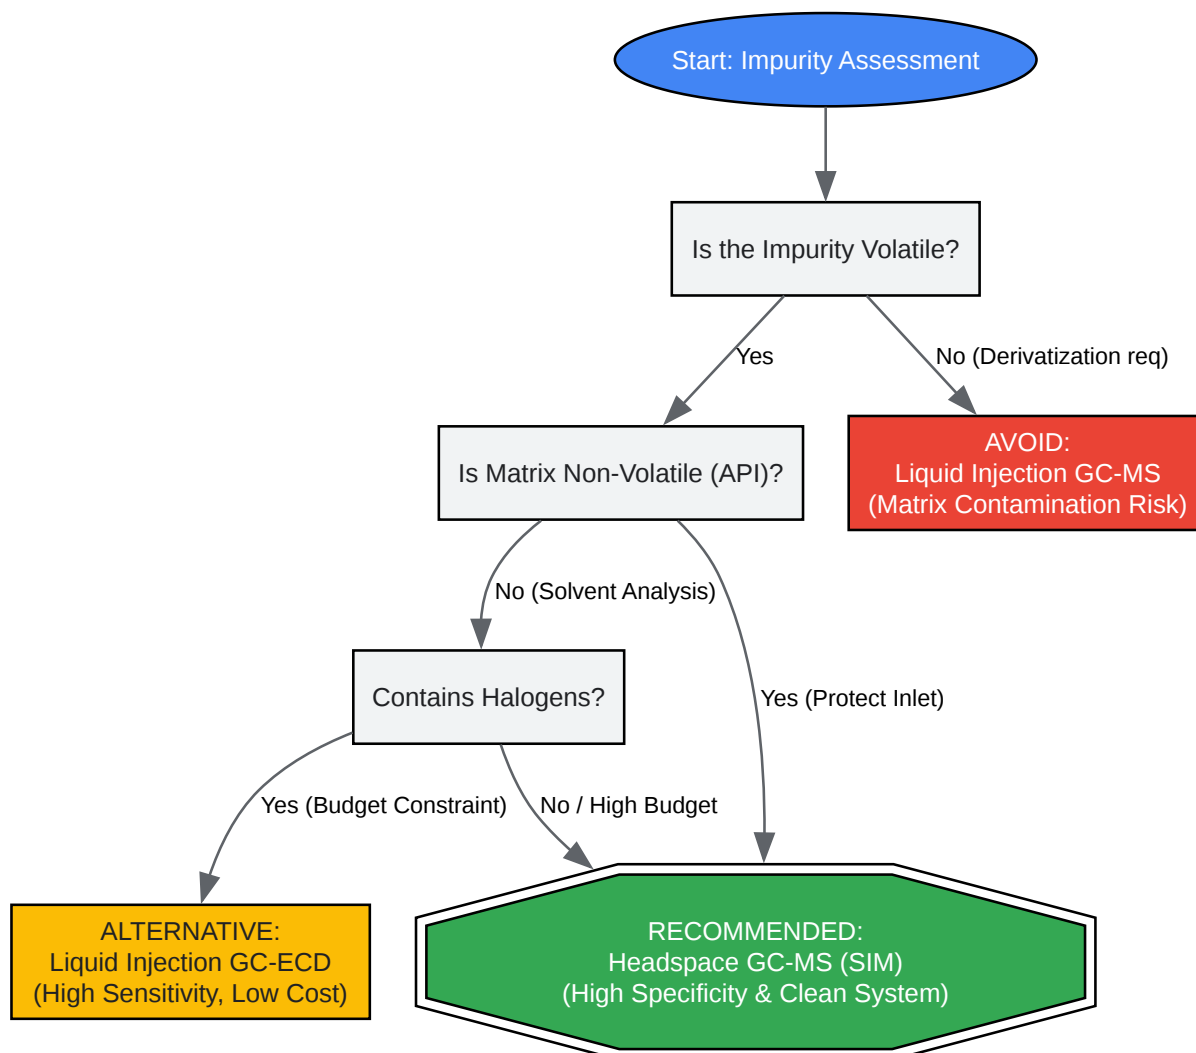 Start: Impurity Assessment
Is the Impurity Volatile?
Yes
No (Derivatization req)
AVOID:
Liquid Injection GC-MS
(Matrix Contamination Risk)
Is Matrix Non-Volatile (API)?
No (Solvent Analysis)
Yes (Protect Inlet)
Contains Halogens?
Yes (Budget Constraint)
No / High Budget
ALTERNATIVE:
Liquid Injection GC-ECD
(High Sensitivity, Low Cost)
RECOMMENDED:
Headspace GC-MS (SIM)
(High Specificity & Clean System)